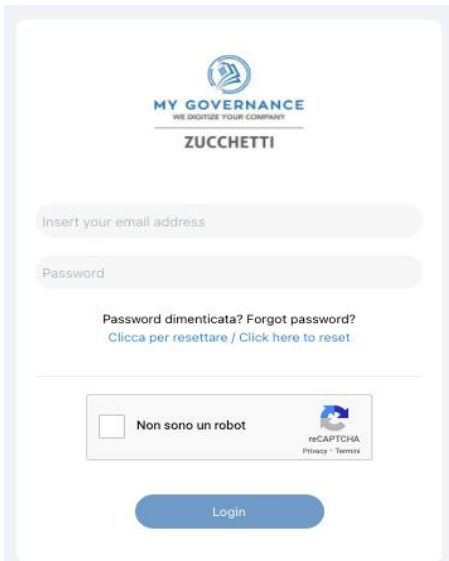 MY GOVERNANCE
WE DIGITIZE YOUR COMPANY
ZUCCHETTI
Insert your email address
Password
Password dimenticata? Forgot password?
Clicca per resettare / Click here to reset
Non sono un robot
reCAPTCHA
Privacy - Termini
Login